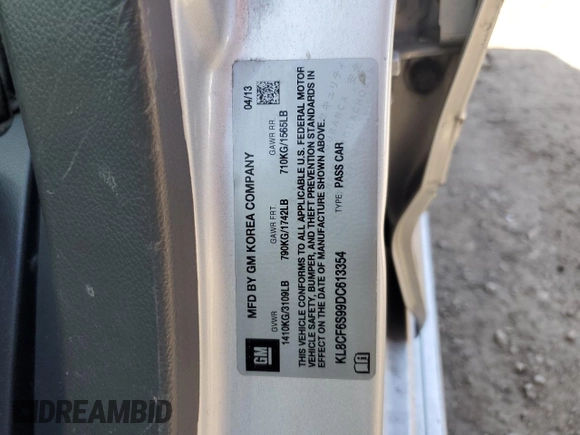 MFD BY GM KOREA COMPANY 04/13
GVWR GAWR FRT GAWR RR
1410KG/3109LB 790KG/1742LB 710KG/1565LB
THIS VEHICLE CONFORMS TO ALL APPLICABLE U.S. FEDERAL MOTOR
VEHICLE SAFETY, BUMPER, AND THEFT PREVENTION STANDARDS IN
EFFECT ON THE DATE OF MANUFACTURE SHOWN ABOVE.
KL8CF6S99DC613354 TYPE: PASS CAR
GM
DREAMBID